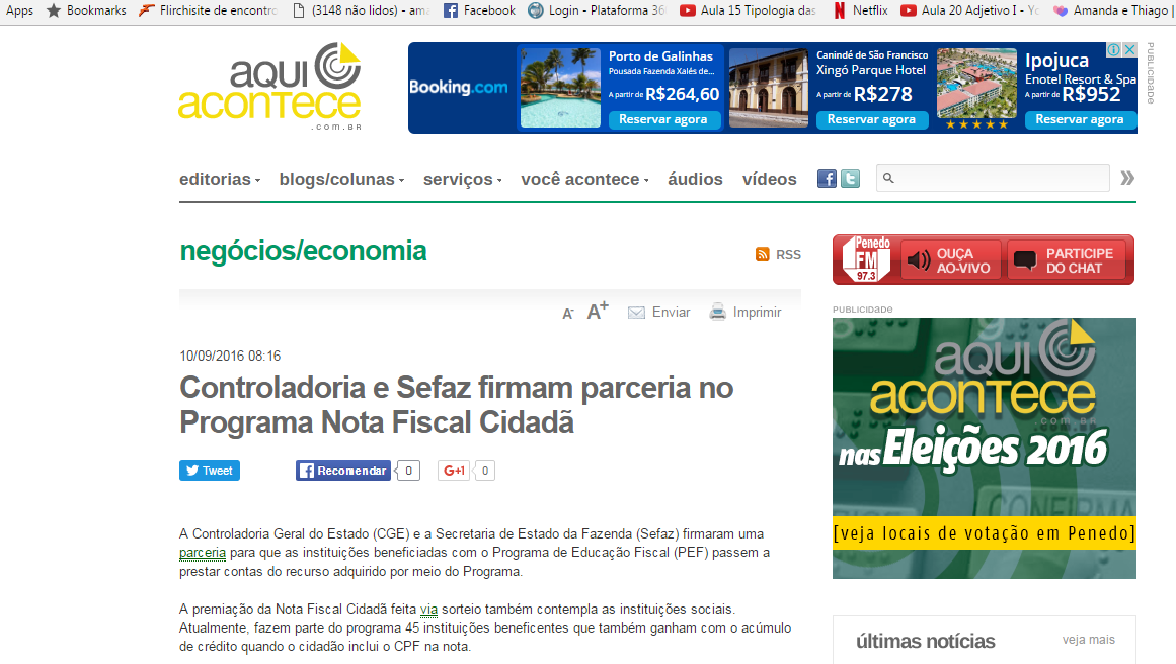 Apps Bookmarks Flirchisite de encontro (3148 não lidos) - ama Facebook Login - Plataforma 360 Aula 15 Tipologia das Netflix Aula 20 Adjetivo I - Yo Amanda e Thiago |
aqui
acontece
.com.br
Booking.com
Porto de Galinhas
Pousada Fazenda Xalés de...
A partir de R$264,60
Reservar agora
Canindé de São Francisco
Xingó Parque Hotel
A partir de R$278
Reservar agora
Ipojuca
Enotel Resort & Spa
A partir de R$952
Reservar agora
PUBLICIDADE
editorias blogs/colunas serviços você acontece áudios vídeos
negócios/economia
RSS
A- A+ Enviar Imprimir
10/09/2016 08:16
Controladoria e Sefaz firmam parceria no
Programa Nota Fiscal Cidadã
Tweet Recomendar 0 G+1 0
A Controladoria Geral do Estado (CGE) e a Secretaria de Estado da Fazenda (Sefaz) firmaram uma
parceria para que as instituições beneficiadas com o Programa de Educação Fiscal (PEF) passem a
prestar contas do recurso adquirido por meio do Programa.
A premiação da Nota Fiscal Cidadã feita via sorteio também contempla as instituições sociais.
Atualmente, fazem parte do programa 45 instituições beneficentes que também ganham com o acúmulo
de crédito quando o cidadão inclui o CPF na nota.
Penedo
FM
97.3
OUÇA
AO-VIVO
PARTICIPE
DO CHAT
PUBLICIDADE
aqui
acontece
.com.br
nas Eleições 2016
CONFIRMA
[veja locais de votação em Penedo]
últimas notícias veja mais